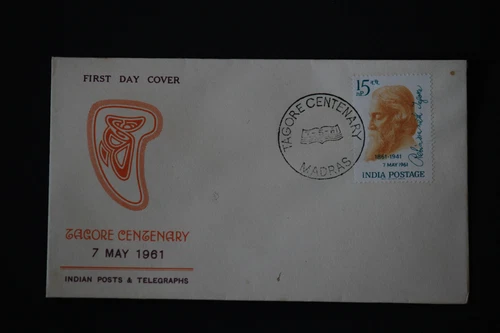 FIRST DAY COVER
TAGORE CENTENARY
7 MAY 1961
INDIAN POSTS & TELEGRAPHS
TAGORE CENTENARY
MADRAS
15
1861-1941
7 MAY 1961
INDIA POSTAGE